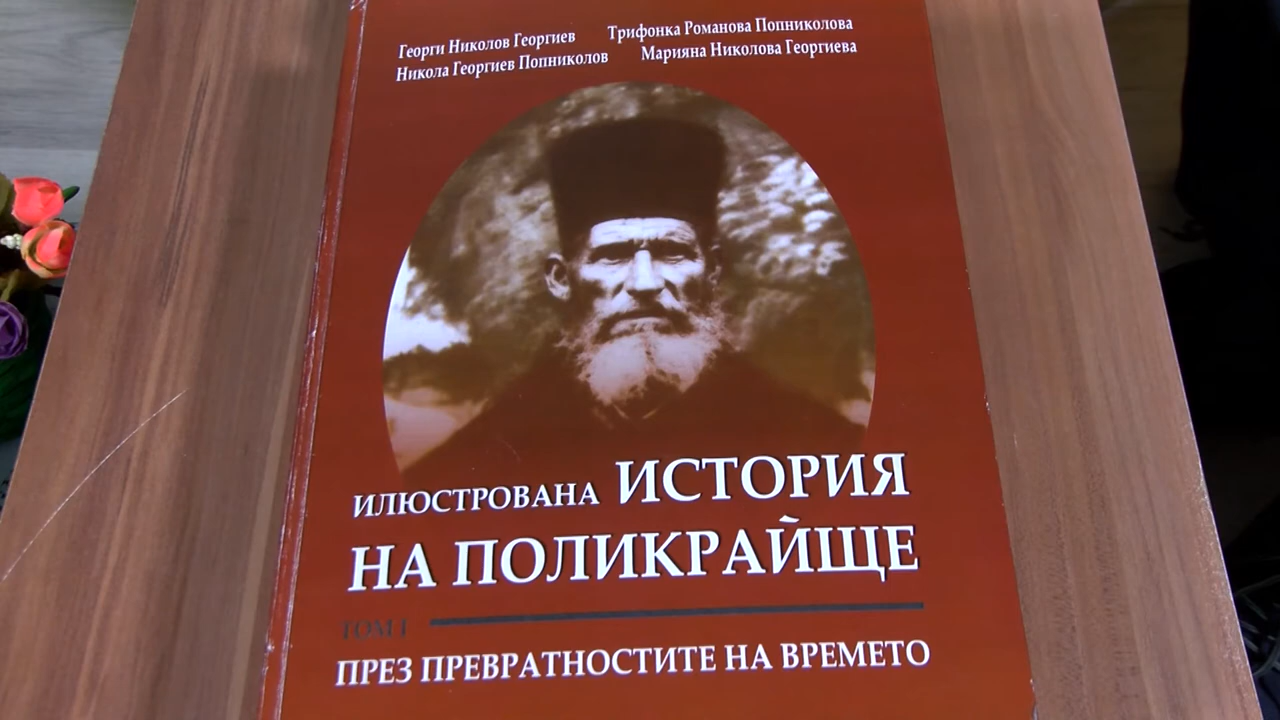 Георги Николов Георгиев Трифонка Романова Попниколова
Никола Георгиев Попниколов Марияна Николова Георгиева
ИЛЮСТРОВАНА ИСТОРИЯ
НА ПОЛИКРАЙЩЕ
ТОМ I
ПРЕЗ ПРЕВРАТНОСТИТЕ НА ВРЕМЕТО